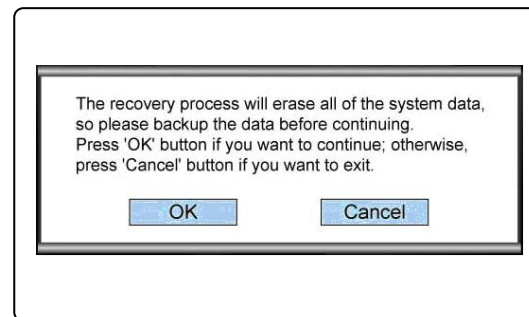 The recovery process will erase all of the system data,
so please backup the data before continuing.
Press 'OK' button if you want to continue; otherwise,
press 'Cancel' button if you want to exit.
OK
Cancel